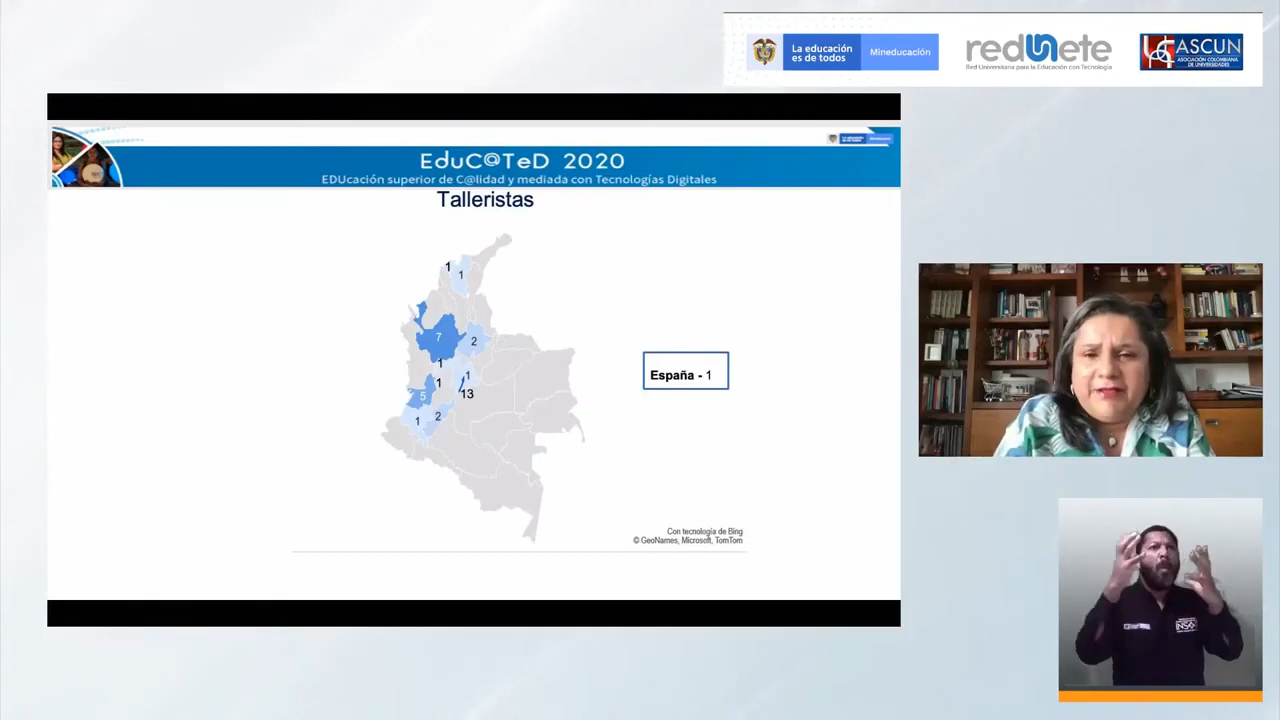 La educación
es de todos
Mineducación
redunete
Red Universitaria para la Educación con Tecnología
ASCUN
ASOCIACIÓN COLOMBIANA
DE UNIVERSIDADES
EduC@TeD 2020
EDUcación superior de C@lidad y mediada con Tecnologías Digitales
Talleristas
1
1
7
2
1
1
1
5
13
2
1
España - 1
Con tecnología de Bing
© GeoNames, Microsoft, TomTom
INSOR